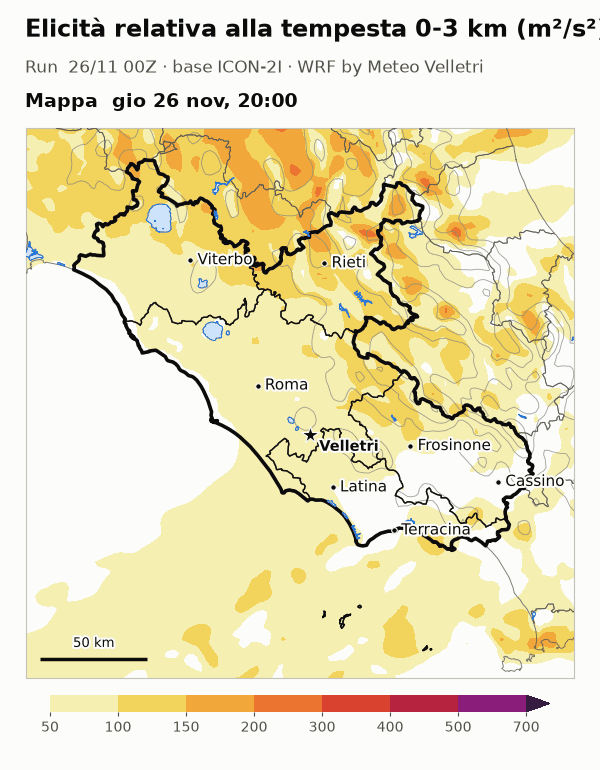 Elicità relativa alla tempesta 0-3 km (m²/s²)
Run 26/11 00Z · base ICON-2I · WRF by Meteo Velletri
Mappa gio 26 nov, 20:00
Viterbo
Rieti
Roma
Velletri
Frosinone
Latina
Cassino
Terracina
50 km
50 100 150 200 300 400 500 700